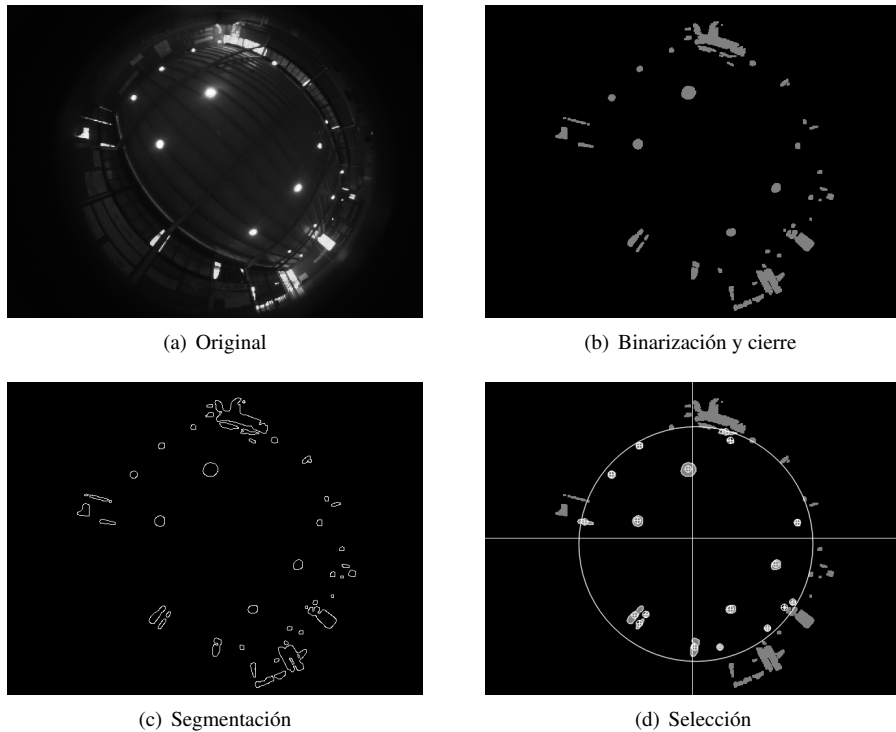 (a) Original
(b) Binarización y cierre
(c) Segmentación
(d) Selección